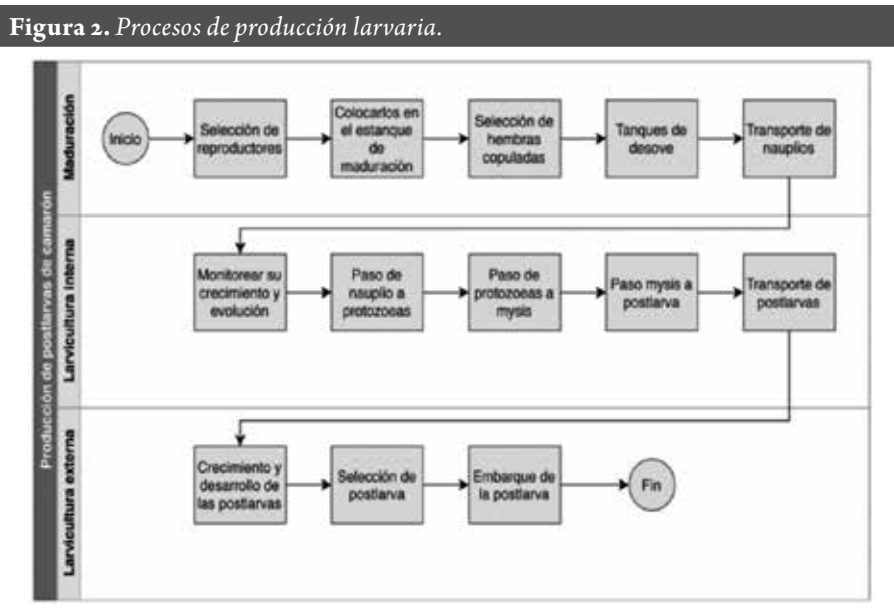 Figura 2. Procesos de producción larvaria.
Producción de postlarvas de camarón
Maduración
Inicio
Selección de
reproductores
Colocarlos en
el estanque
de
maduración
Selección de
hembras
copuladas
Tanques de
desove
Transporte de
nauplios
Larvicultura interna
Monitorear su
crecimiento y
evolución
Paso de
nauplio a
protozoeas
Paso de
protozoeas a
mysis
Paso mysis a
postlarva
Transporte de
postlarvas
Larvicultura externa
Crecimiento y
desarrollo de
las postlarvas
Selección de
postlarva
Embarque de
la postlarva
Fin